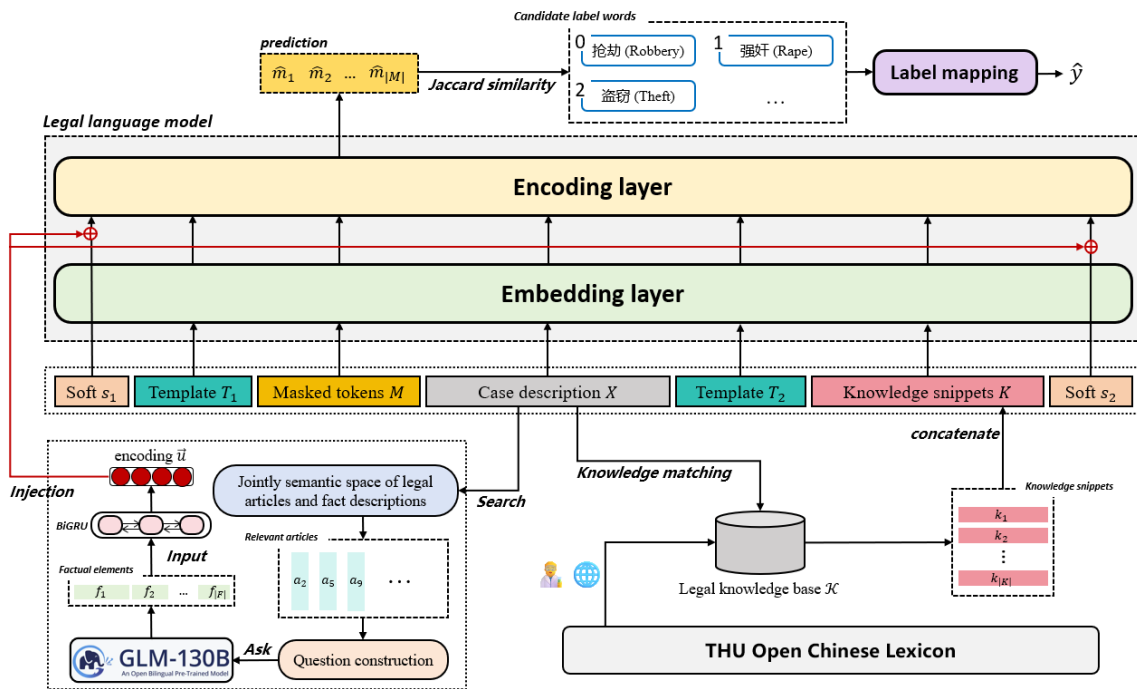 Candidate label words
prediction
m̂₁ m̂₂ ... m̂|M|
Jaccard similarity
0 抢劫 (Robbery)
1 强奸 (Rape)
2 盗窃 (Theft)
...
Label mapping
ŷ
Legal language model
Encoding layer
Embedding layer
Soft s₁
Template T₁
Masked tokens M
Case description X
Template T₂
Knowledge snippets K
Soft s₂
encoding u⃗
Injection
BiGRU
Input
Factual elements
f₁ f₂ ... f|F|
GLM-130B
An Open Bilingual Pre-Trained Model
Ask
Jointly semantic space of legal
articles and fact descriptions
Search
Relevant articles
a₂ a₅ a₉ ...
Question construction
Knowledge matching
Legal knowledge base 𝒦
concatenate
Knowledge snippets
k₁
k₂
⋮
k|K|
THU Open Chinese Lexicon